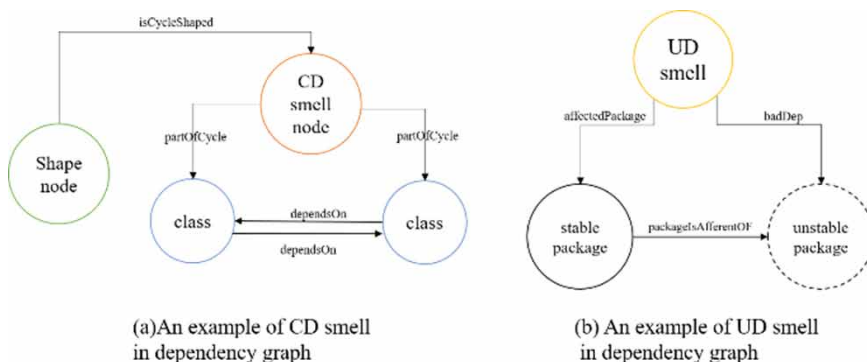 isCycleShaped
CD
smell
node
partOfCycle
partOfCycle
Shape
node
class
dependsOn
class
dependsOn
(a)An example of CD smell
in dependency graph
UD
smell
affectedPackage
badDep
stable
package
packageIsAfferentOF
unstable
package
(b) An example of UD smell
in dependency graph